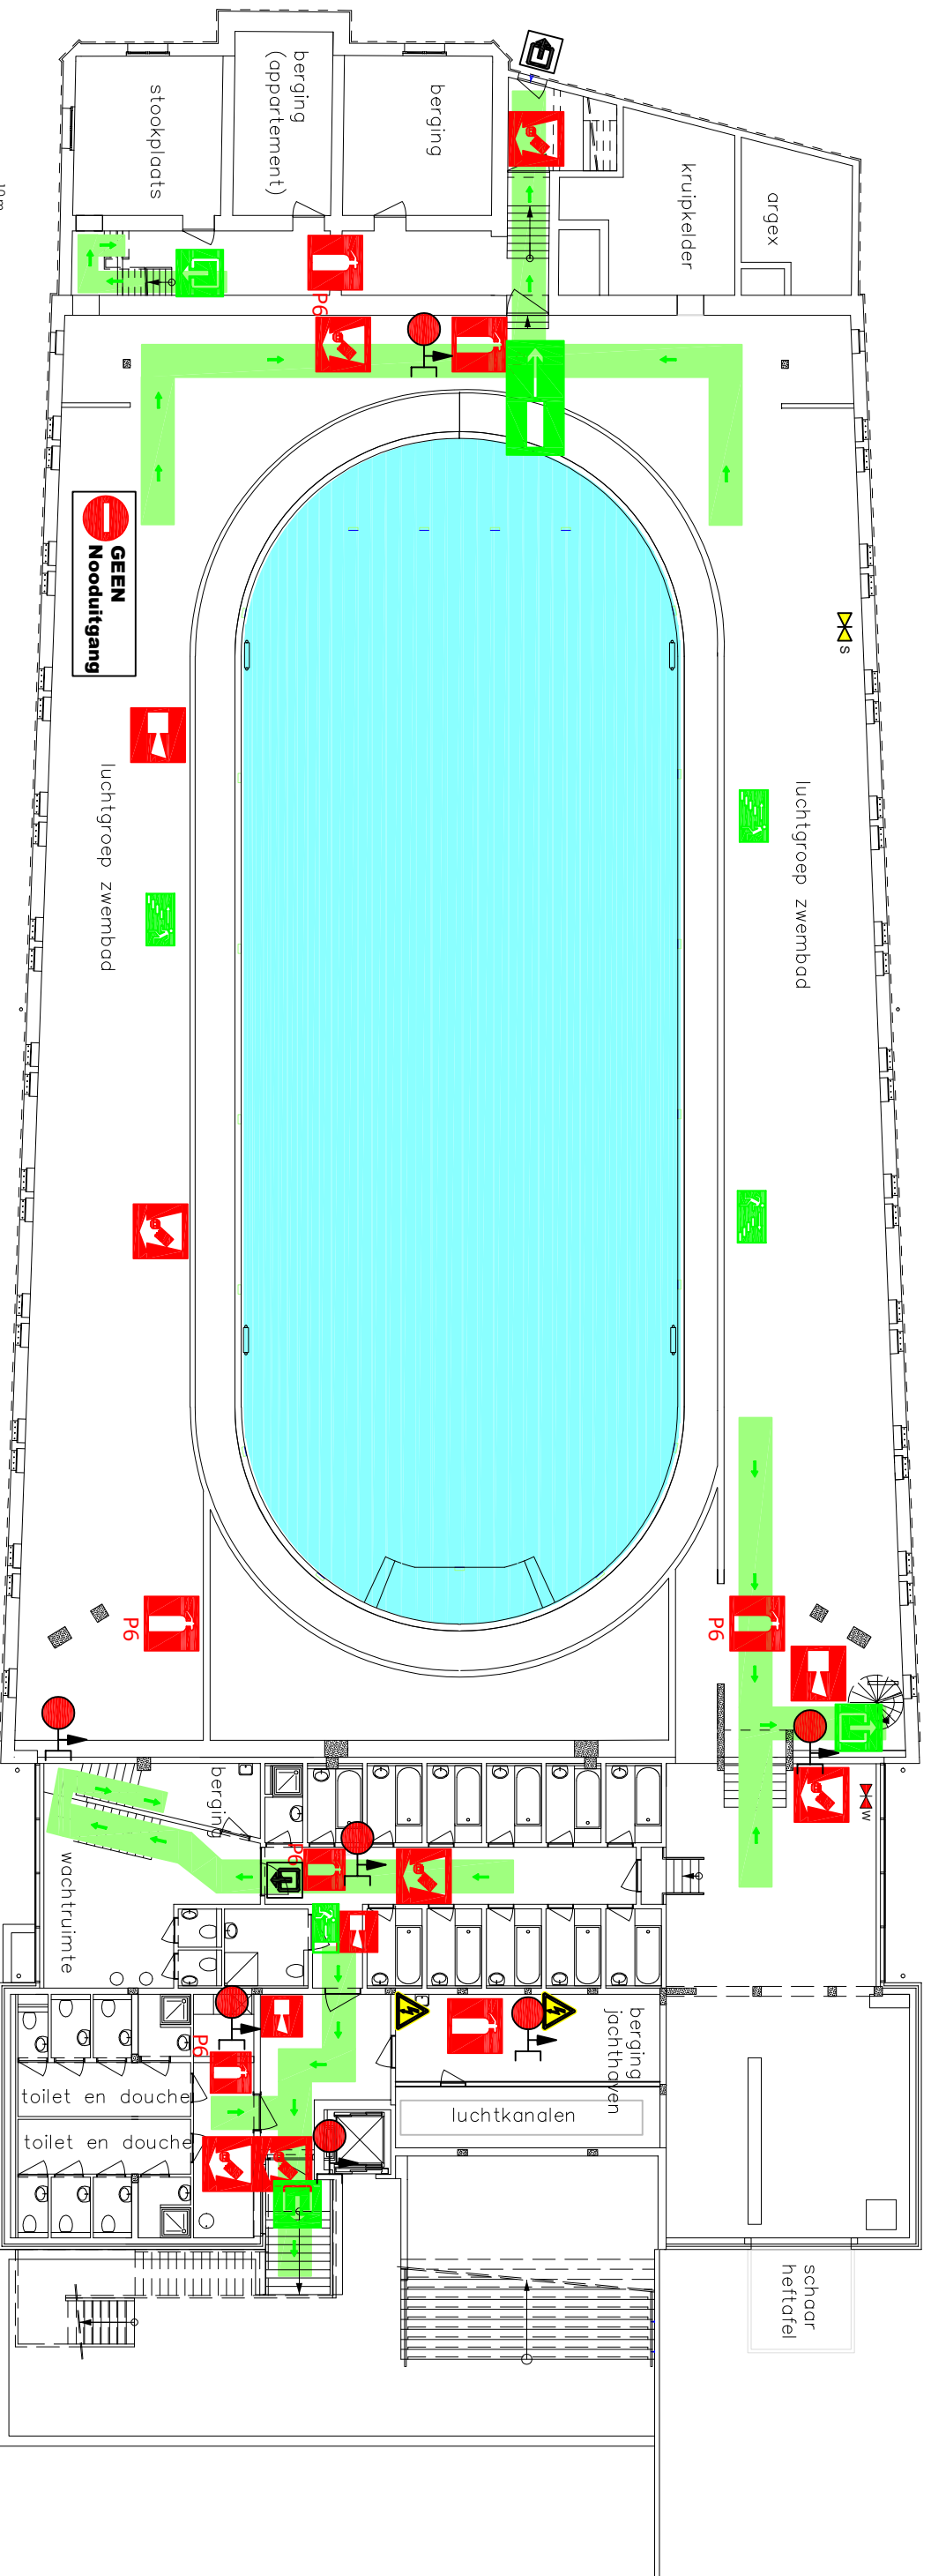 stookplaats
berging
(appartement)
berging
kruipkelder
argex
10m
P6
GEEN
Nooduitgang
S
luchtgroep zwembad
luchtgroep zwembad
P6
P6
W
berging
P6
wachtruimte
berging
jachthaven
P6
toilet en douche
luchtkanalen
toilet en douche
schaar
heftafel